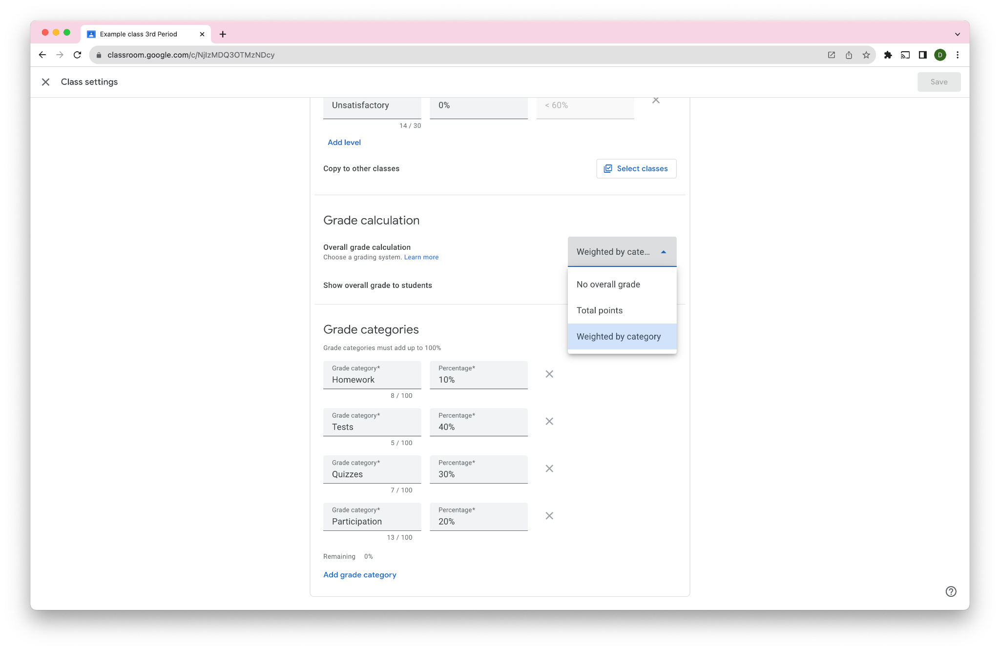 Example class 3rd Period
classroom.google.com/c/NjIzMDQ3OTMzNDcy
D
Class settings
Save
Unsatisfactory
0%
< 60%
14 / 30
Add level
Copy to other classes
Select classes
Grade calculation
Overall grade calculation
Choose a grading system. Learn more
Weighted by cate...
Show overall grade to students
No overall grade
Total points
Weighted by category
Grade categories
Grade categories must add up to 100%
Grade category*
Homework
Percentage*
10%
8 / 100
Grade category*
Tests
Percentage*
40%
5 / 100
Grade category*
Quizzes
Percentage*
30%
7 / 100
Grade category*
Participation
Percentage*
20%
13 / 100
Remaining 0%
Add grade category